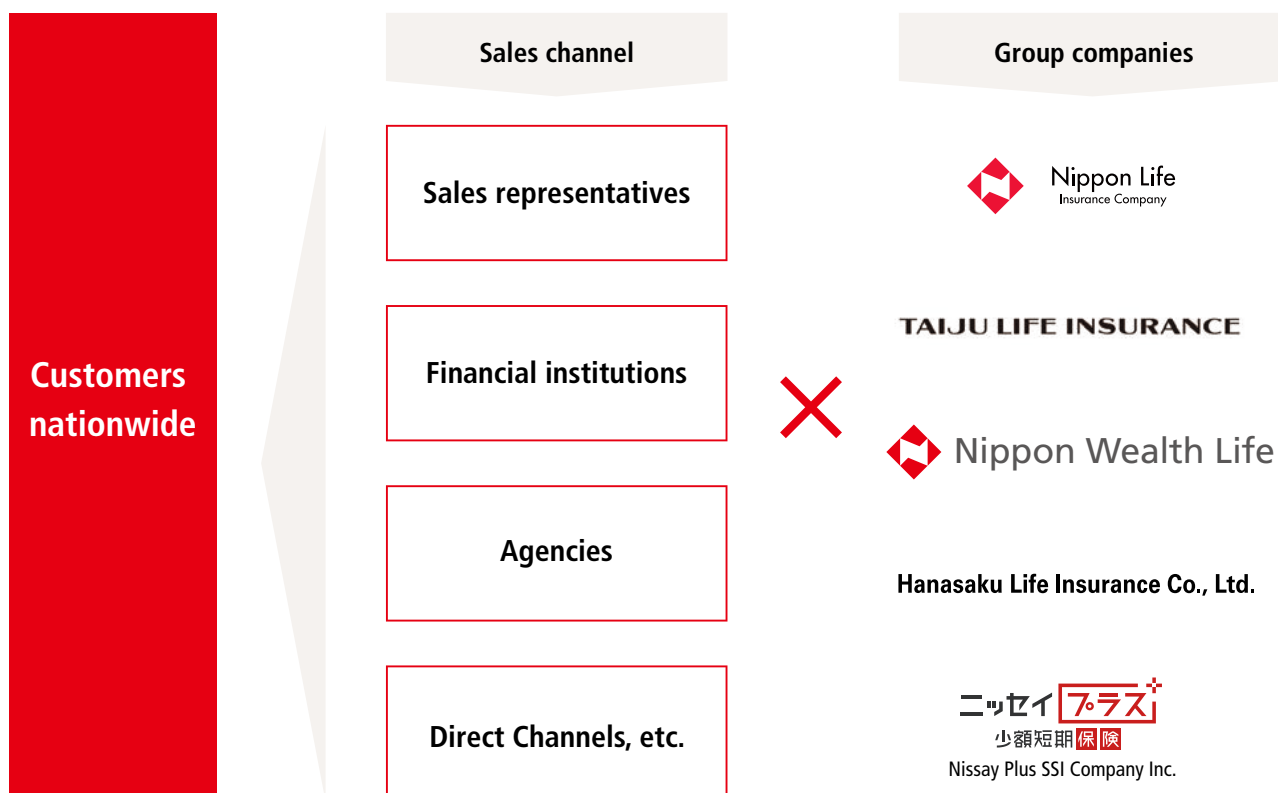 Sales channel
Group companies
Customers
nationwide
Sales representatives
Financial institutions
Agencies
Direct Channels, etc.
Nippon Life
Insurance Company
TAIJU LIFE INSURANCE
Nippon Wealth Life
Hanasaku Life Insurance Co., Ltd.
ニッセイプラス
少額短期保険
Nissay Plus SSI Company Inc.